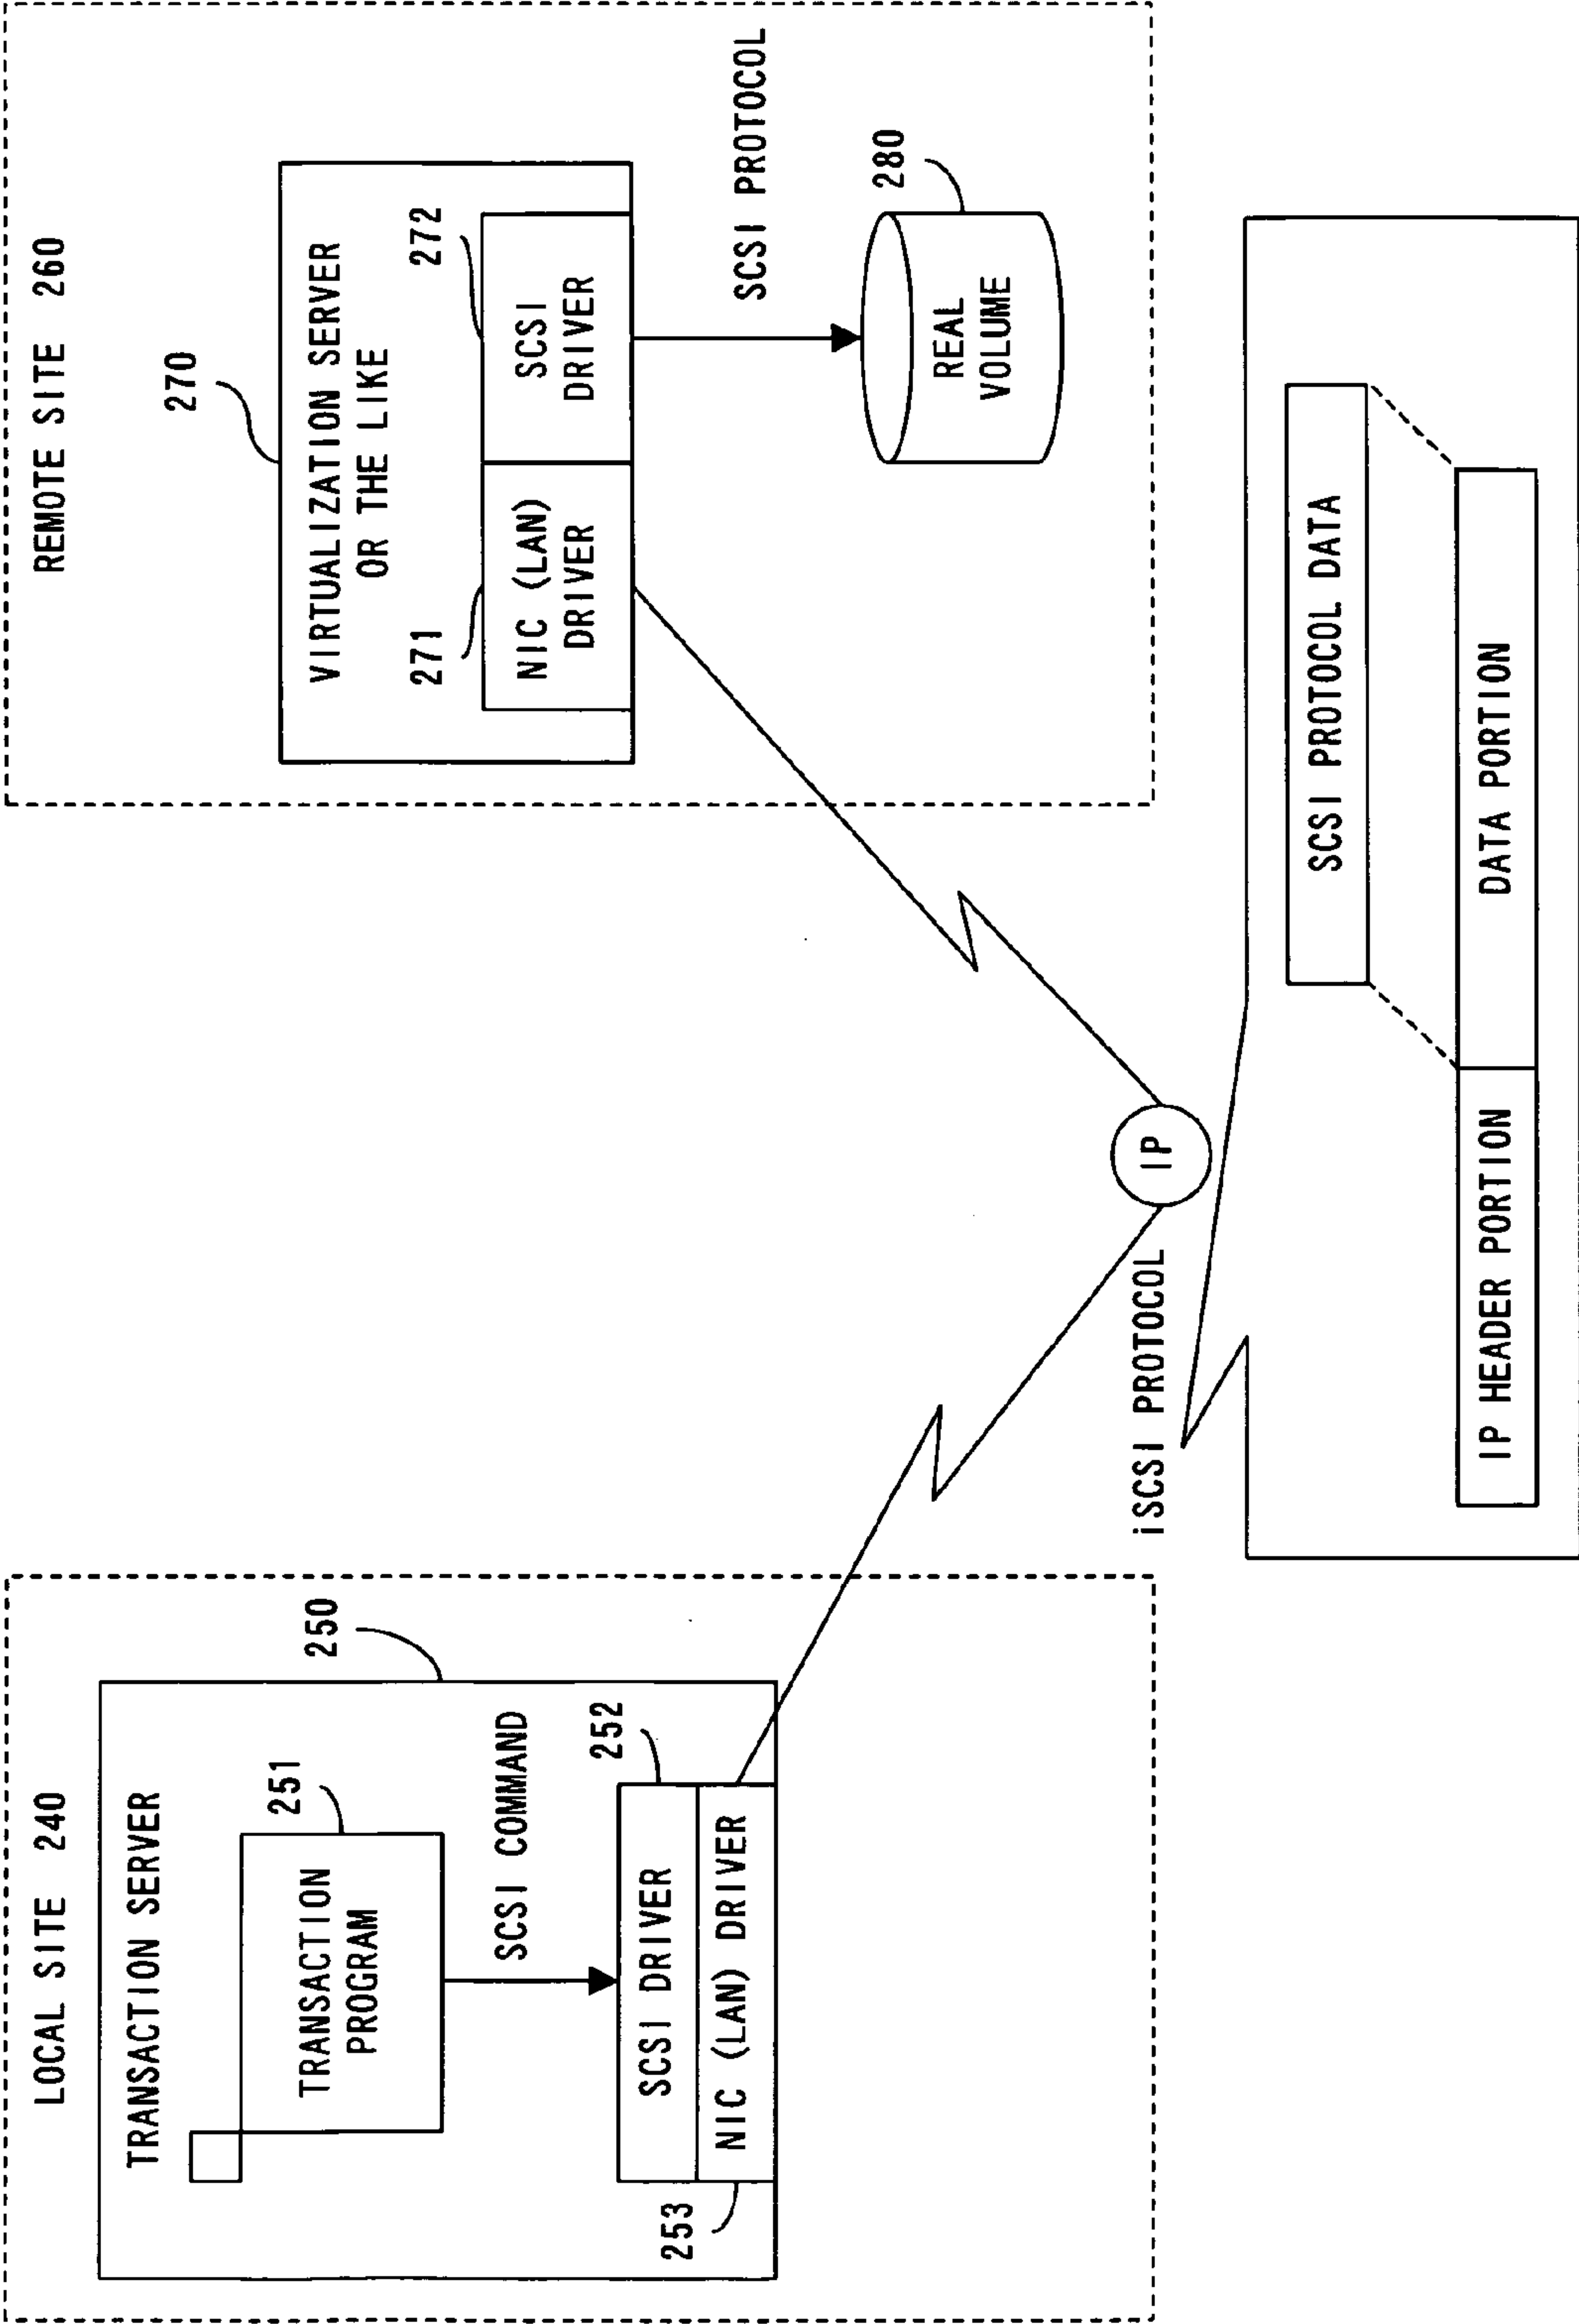 LOCAL SITE 240
TRANSACTION SERVER
250
251
TRANSACTION
PROGRAM
SCSI COMMAND
252
SCSI DRIVER
NIC (LAN) DRIVER
253
REMOTE SITE 260
270
VIRTUALIZATION SERVER
OR THE LIKE
271
272
NIC (LAN)
DRIVER
SCSI
DRIVER
SCSI PROTOCOL
280
REAL
VOLUME
IP
iSCSI PROTOCOL
SCSI PROTOCOL DATA
IP HEADER PORTION
DATA PORTION